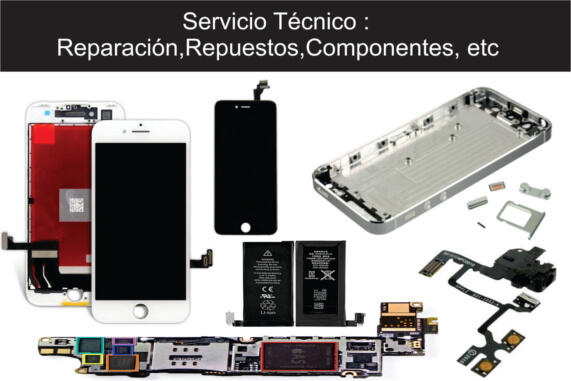 Servicio Técnico :
Reparación,Repuestos,Componentes, etc